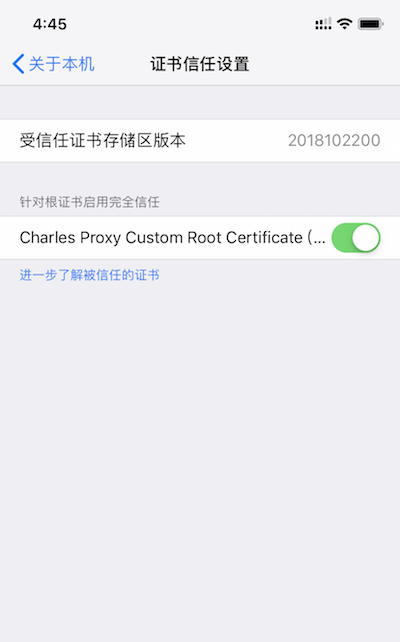 4:45
关于本机
证书信任设置
受信任证书存储区版本 2018102200
针对根证书启用完全信任
Charles Proxy Custom Root Certificate (...
进一步了解被信任的证书